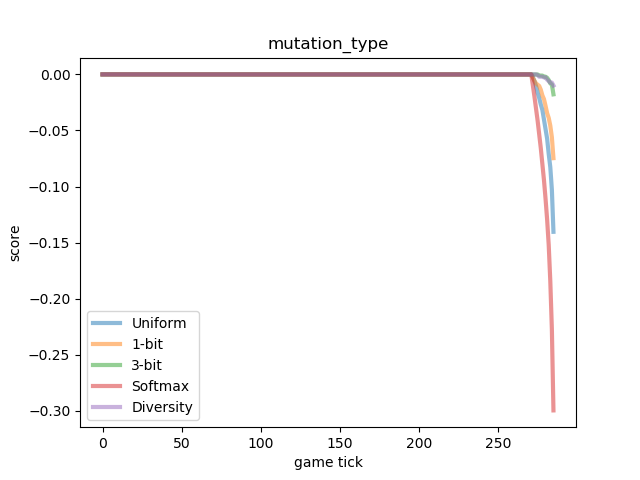 mutation_type
0.00
−0.05
−0.10
−0.15
−0.20
−0.25
−0.30
score
Uniform
1-bit
3-bit
Softmax
Diversity
0 50 100 150 200 250
game tick